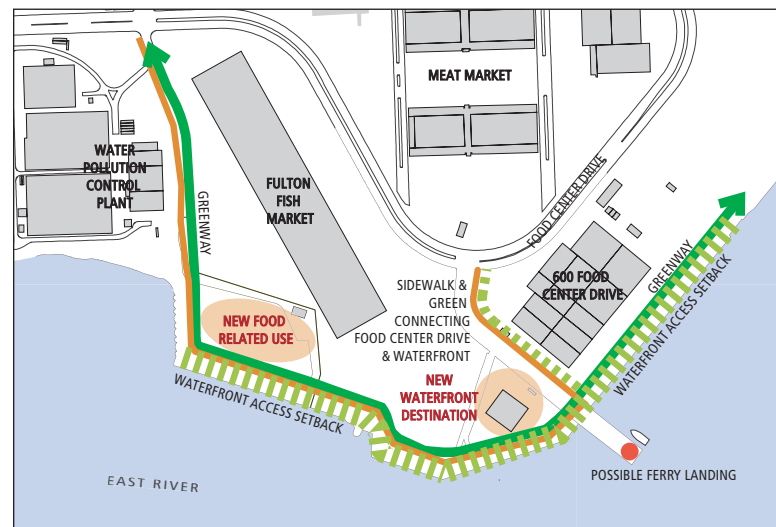 MEAT MARKET
WATER
POLLUTION
CONTROL
PLANT
GREENWAY
FULTON
FISH
MARKET
FOOD CENTER DRIVE
SIDEWALK &
GREEN
CONNECTING
FOOD CENTER DRIVE
& WATERFRONT
600 FOOD
CENTER DRIVE
GREENWAY
WATERFRONT ACCESS SETBACK
NEW FOOD
RELATED USE
WATERFRONT ACCESS SETBACK
NEW
WATERFRONT
DESTINATION
POSSIBLE FERRY LANDING
EAST RIVER